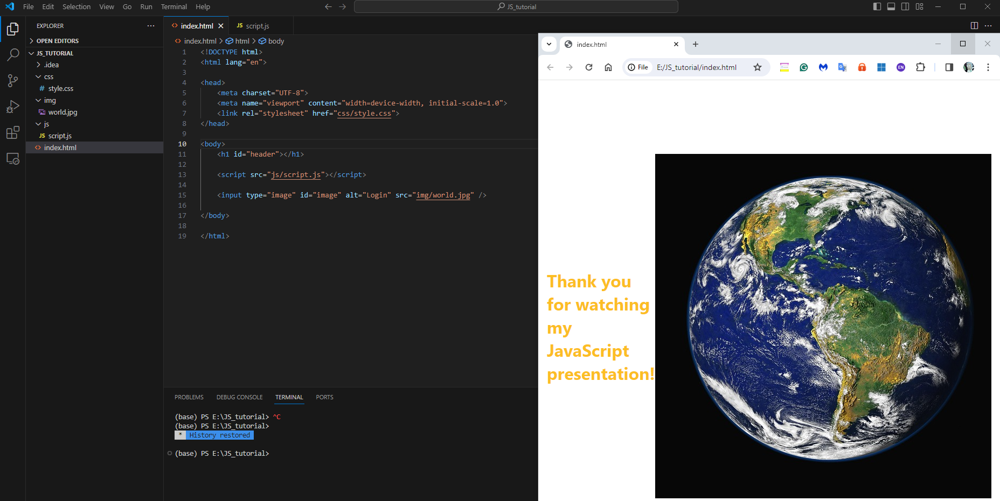 File Edit Selection View Go Run Terminal Help
JS_tutorial
EXPLORER
OPEN EDITORS
JS_TUTORIAL
.idea
css
# style.css
img
world.jpg
js
JS script.js
<> index.html
<> index.html
JS script.js
<> index.html > html > body
1 <!DOCTYPE html>
2 <html lang="en">
3
4 <head>
5 <meta charset="UTF-8">
6 <meta name="viewport" content="width=device-width, initial-scale=1.0">
7 <link rel="stylesheet" href="css/style.css">
8 </head>
9
10 <body>
11 <h1 id="header"></h1>
12
13 <script src="js/script.js"></script>
14
15 <input type="image" id="image" alt="Login" src="img/world.jpg" />
16
17 </body>
18
19 </html>
PROBLEMS DEBUG CONSOLE TERMINAL PORTS
(base) PS E:\JS_tutorial> ^C
(base) PS E:\JS_tutorial>
* History restored
(base) PS E:\JS_tutorial>
index.html
File E:/JS_tutorial/index.html
EN
Thank you
for watching
my
JavaScript
presentation!